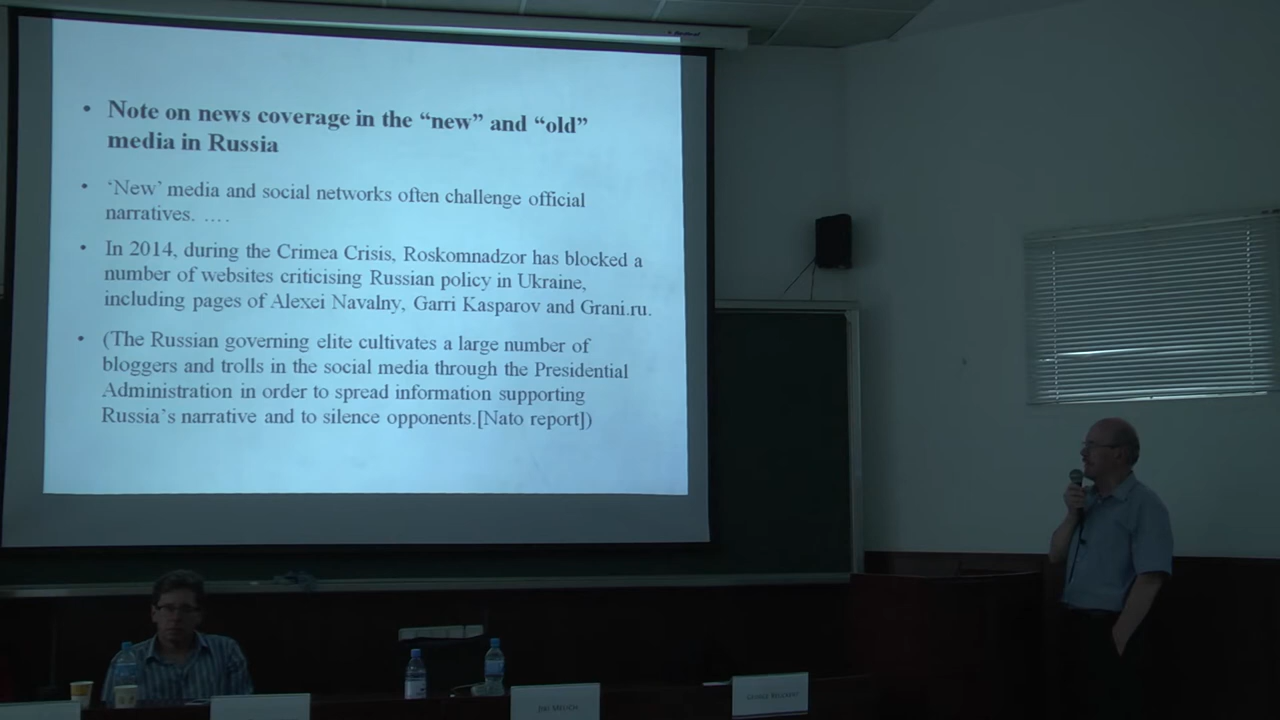 • Note on news coverage in the “new” and “old”
media in Russia
• ‘New’ media and social networks often challenge official
narratives. ….
• In 2014, during the Crimea Crisis, Roskomnadzor has blocked a
number of websites criticising Russian policy in Ukraine,
including pages of Alexei Navalny, Garri Kasparov and Grani.ru.
• (The Russian governing elite cultivates a large number of
bloggers and trolls in the social media through the Presidential
Administration in order to spread information supporting
Russia’s narrative and to silence opponents.[Nato report])